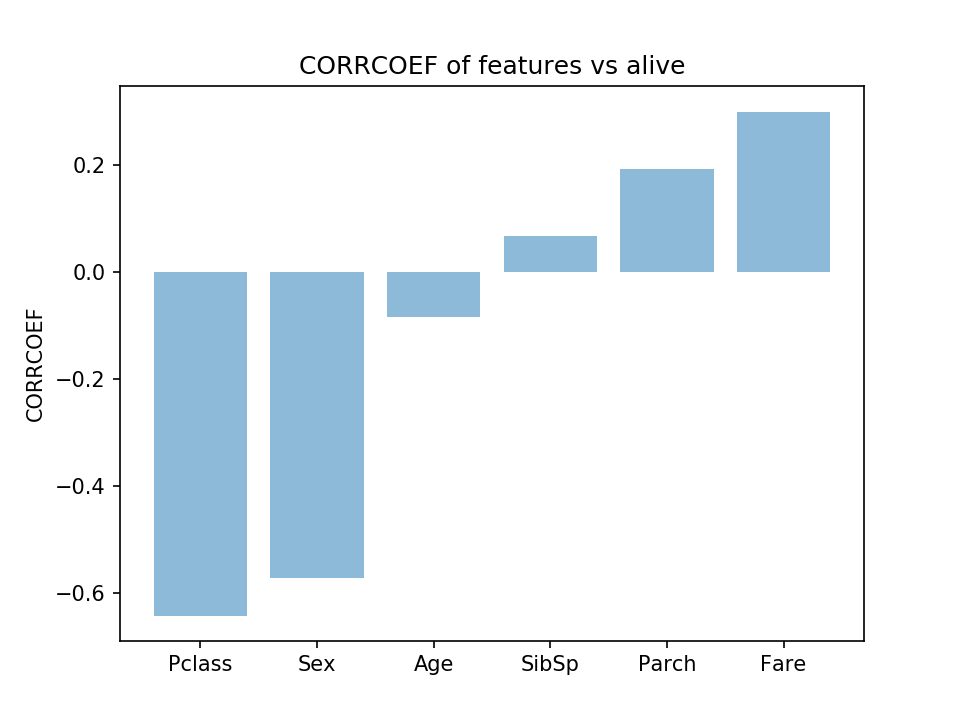 CORRCOEF of features vs alive
CORRCOEF
0.2
0.0
−0.2
−0.4
−0.6
Pclass Sex Age SibSp Parch Fare